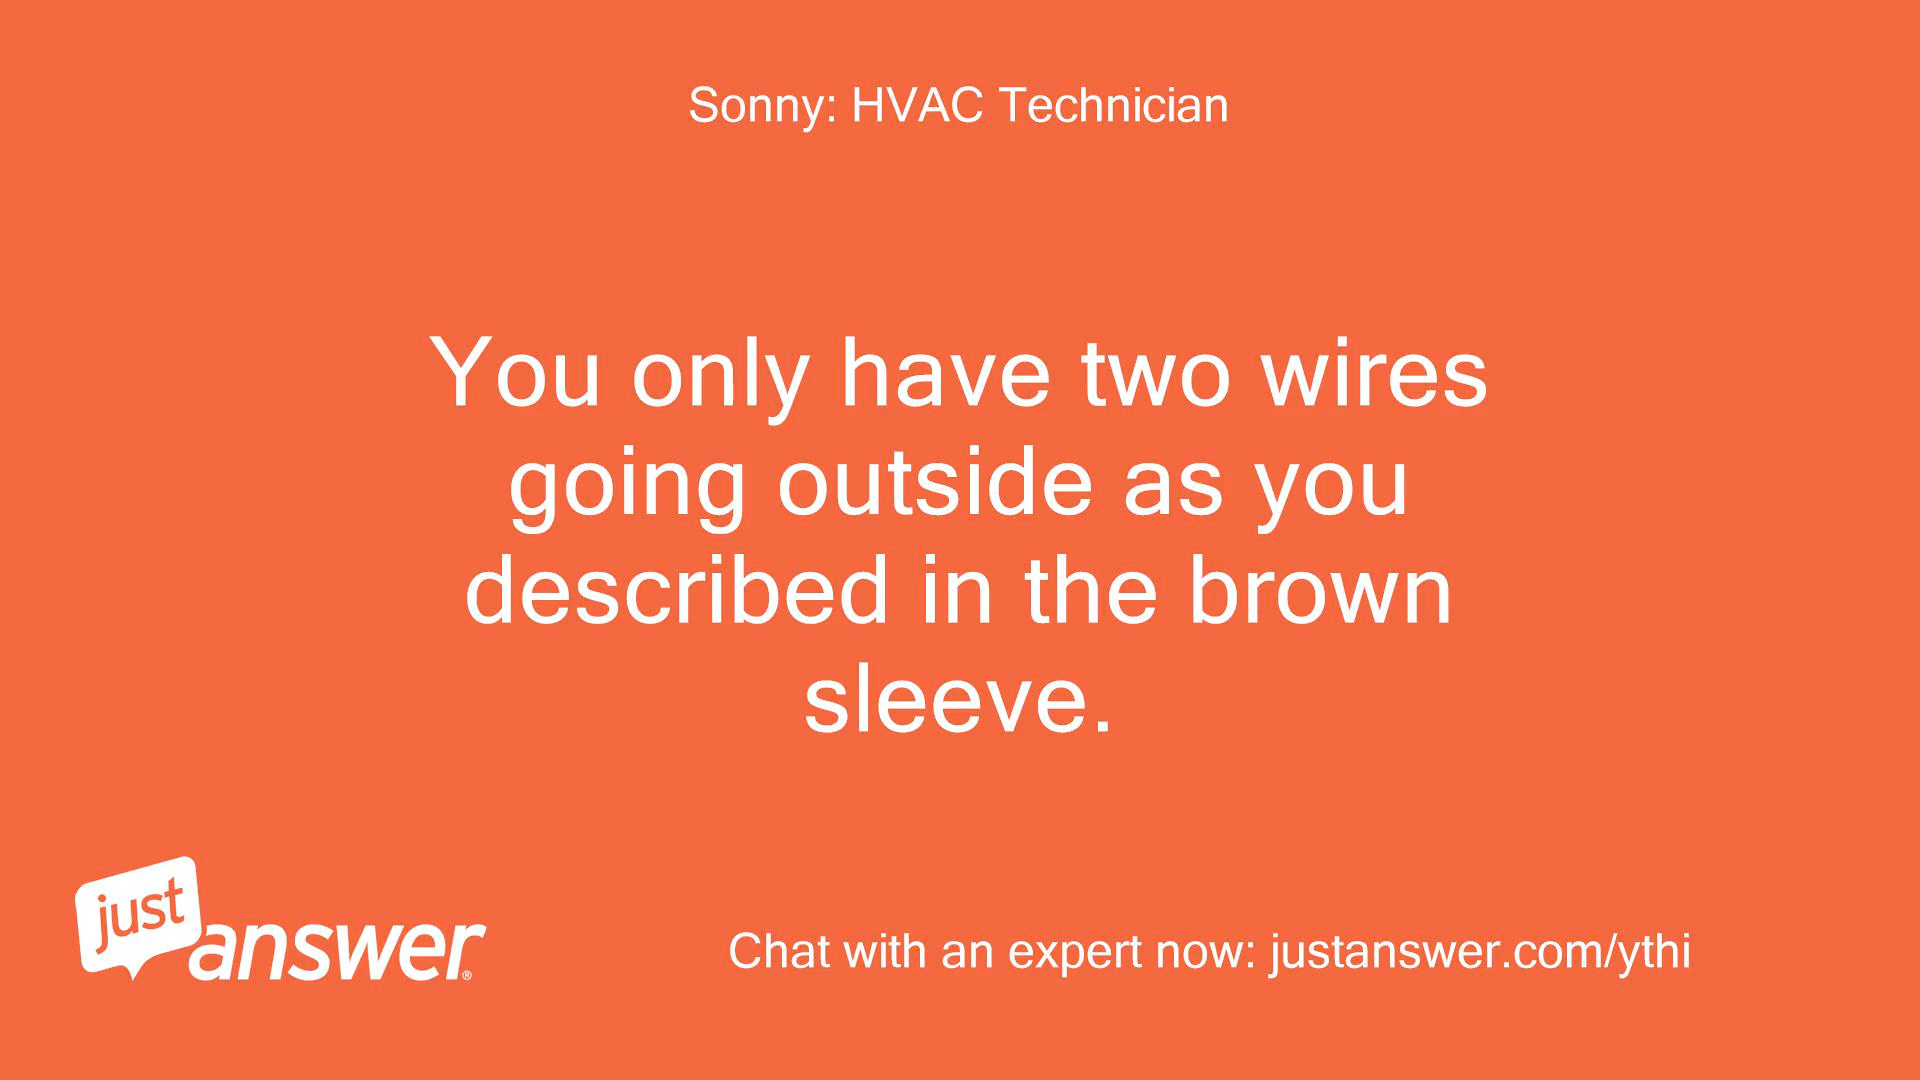 Sonny: HVAC Technician
You only have two wires
going outside as you
described in the brown
sleeve.
just
answer®
Chat with an expert now: justanswer.com/ythi